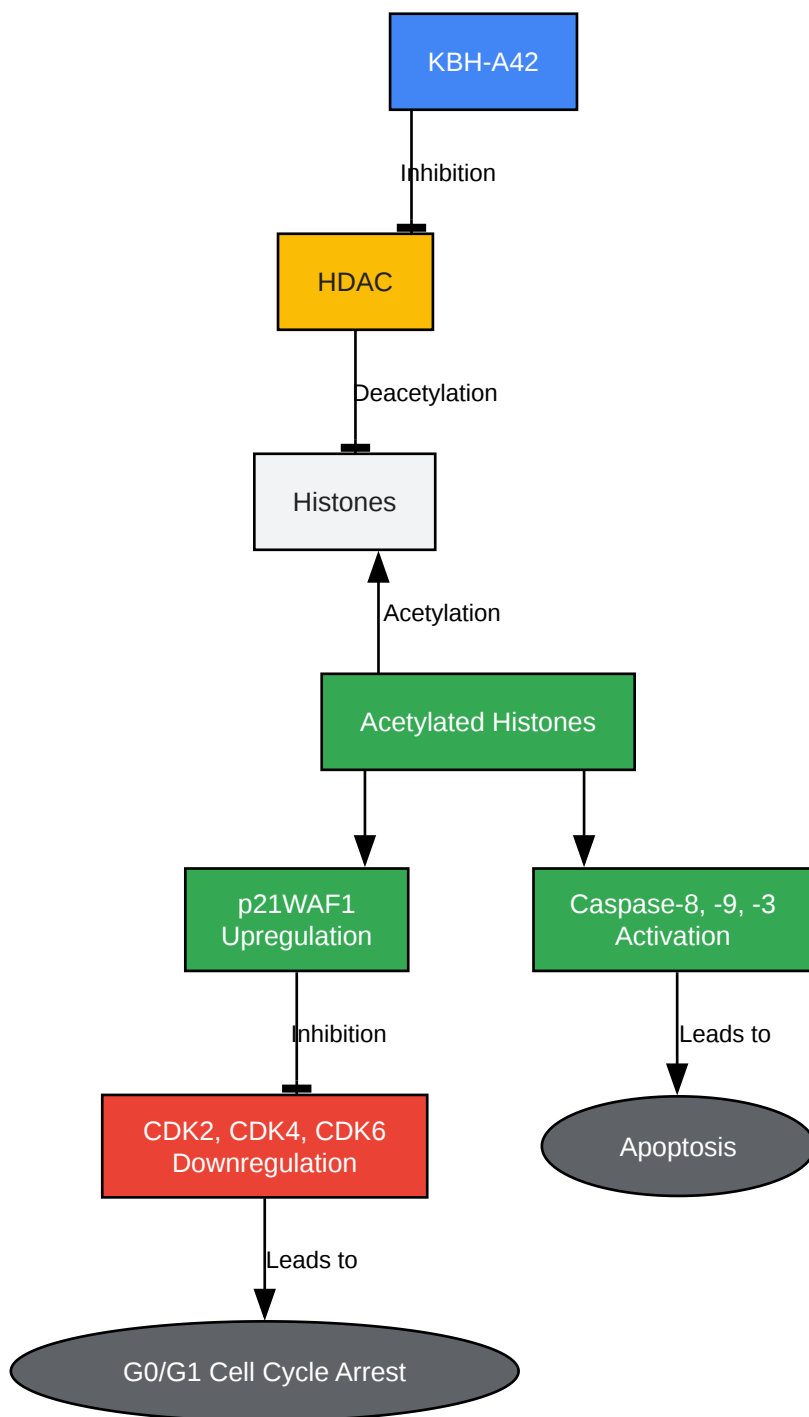 KBH-A42
Inhibition
HDAC
Deacetylation
Histones
Acetylation
Acetylated Histones
p21WAF1
Upregulation
Caspase-8, -9, -3
Activation
Inhibition
Leads to
CDK2, CDK4, CDK6
Downregulation
Apoptosis
Leads to
G0/G1 Cell Cycle Arrest